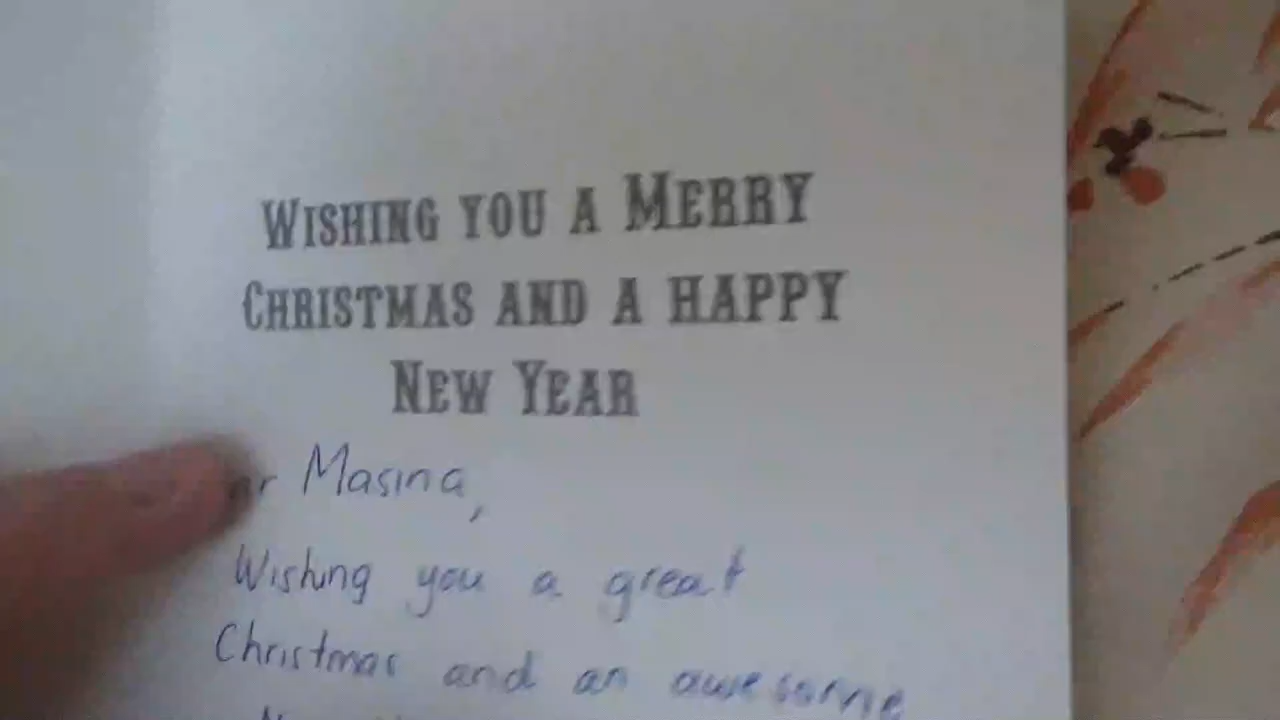 WISHING YOU A MERRY
CHRISTMAS AND A HAPPY
NEW YEAR
Masina,
Wishing you a great
Christmas and an awesome